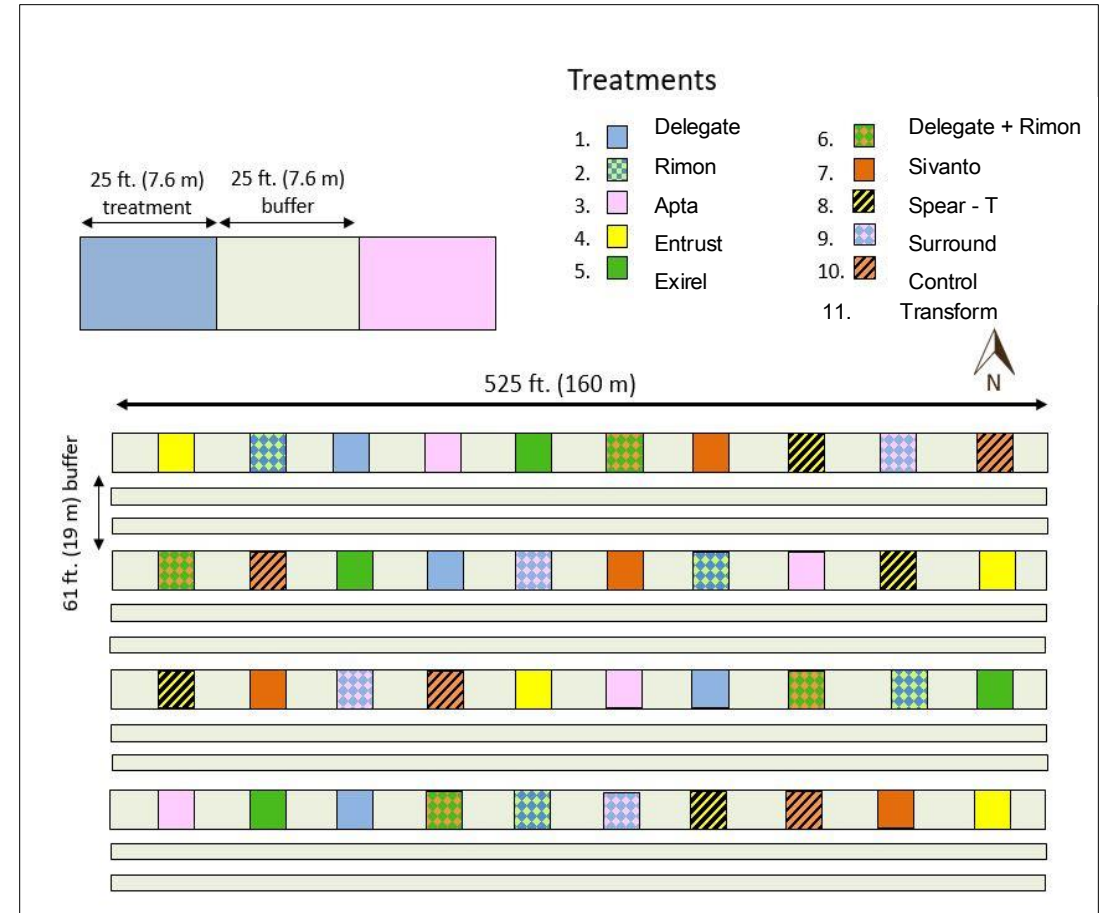 Treatments
1. Delegate
2. Rimon
3. Apta
4. Entrust
5. Exirel
6. Delegate + Rimon
7. Sivanto
8. Spear - T
9. Surround
10. Control
11. Transform
25 ft. (7.6 m)
treatment
25 ft. (7.6 m)
buffer
N
525 ft. (160 m)
61 ft. (19 m) buffer